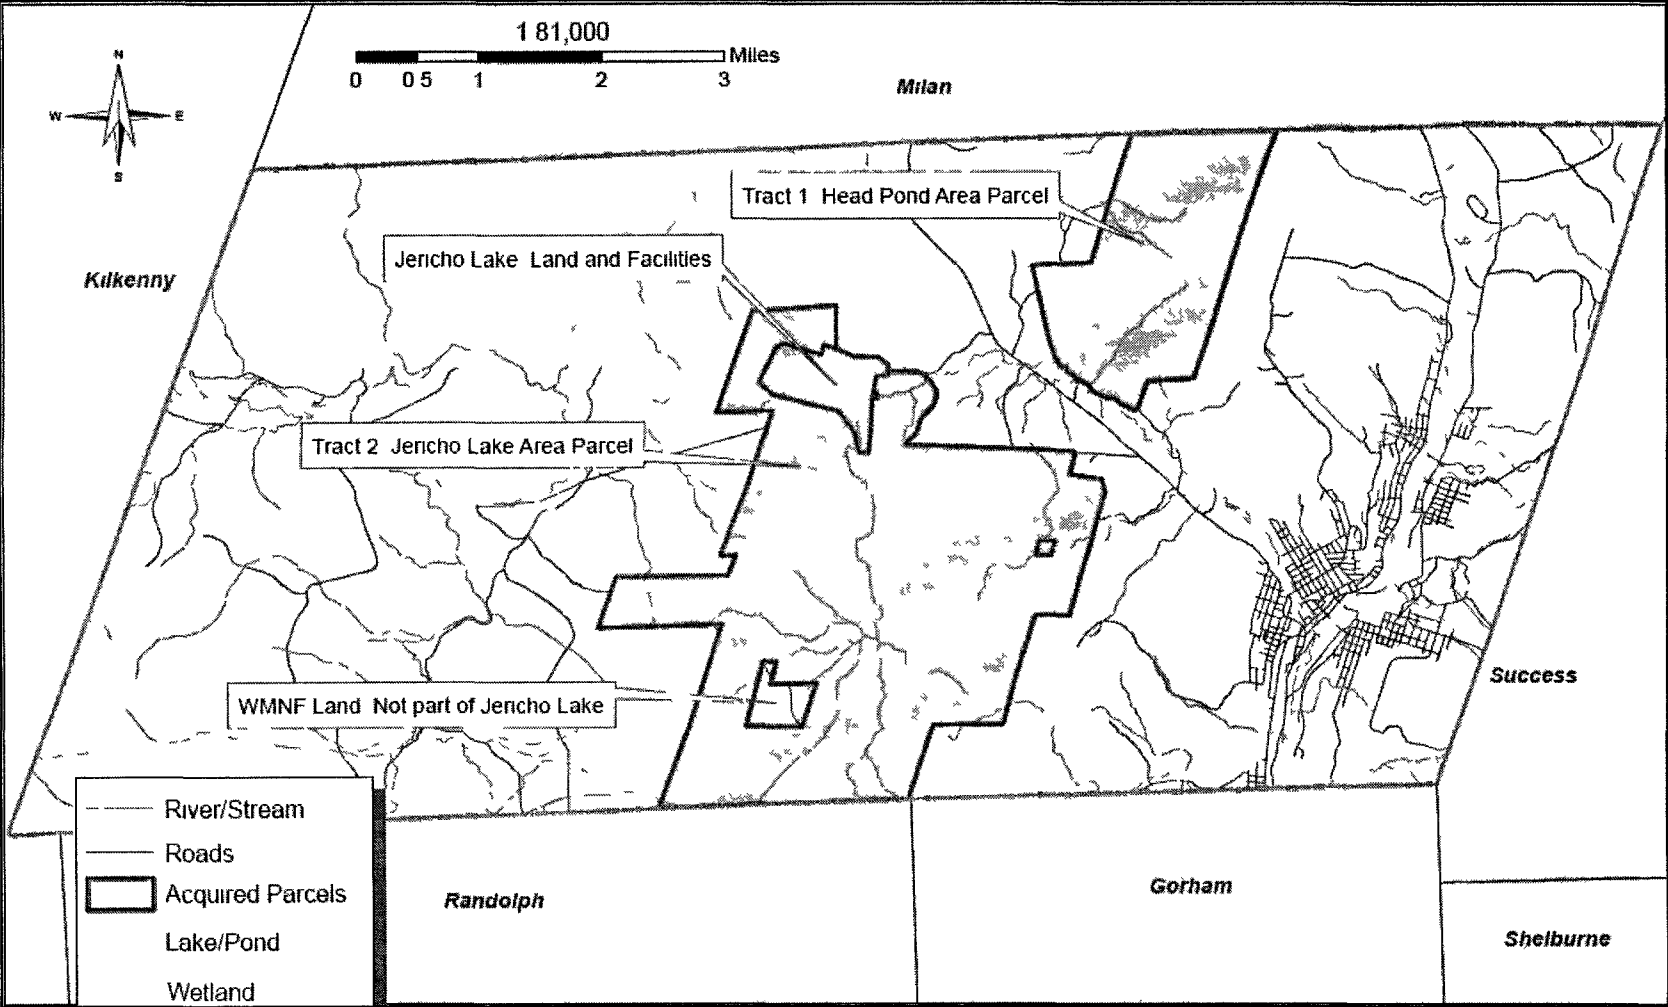 1 81,000
Miles
0 0 5 1 2 3
N
W E
S
Milan
Tract 1 Head Pond Area Parcel
Jericho Lake Land and Facilities
Kilkenny
Tract 2 Jericho Lake Area Parcel
Success
WMNF Land Not part of Jericho Lake
River/Stream
Roads
Acquired Parcels
Lake/Pond
Wetland
Randolph
Gorham
Shelburne